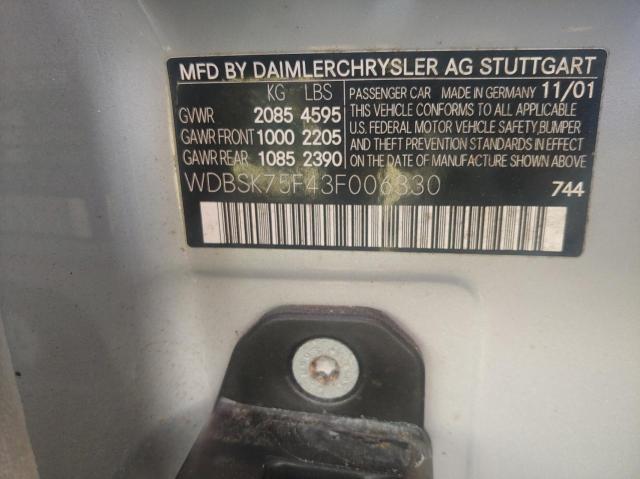 MFD BY DAIMLERCHRYSLER AG STUTTGART
KG LBS
GVWR 2085 4595
GAWR FRONT 1000 2205
GAWR REAR 1085 2390
PASSENGER CAR MADE IN GERMANY 11/01
THIS VEHICLE CONFORMS TO ALL APPLICABLE
U.S. FEDERAL MOTOR VEHICLE SAFETY, BUMPER
AND THEFT PREVENTION STANDARDS IN EFFECT
ON THE DATE OF MANUFACTURE SHOWN ABOVE.
WDBSK75F43F006330
744